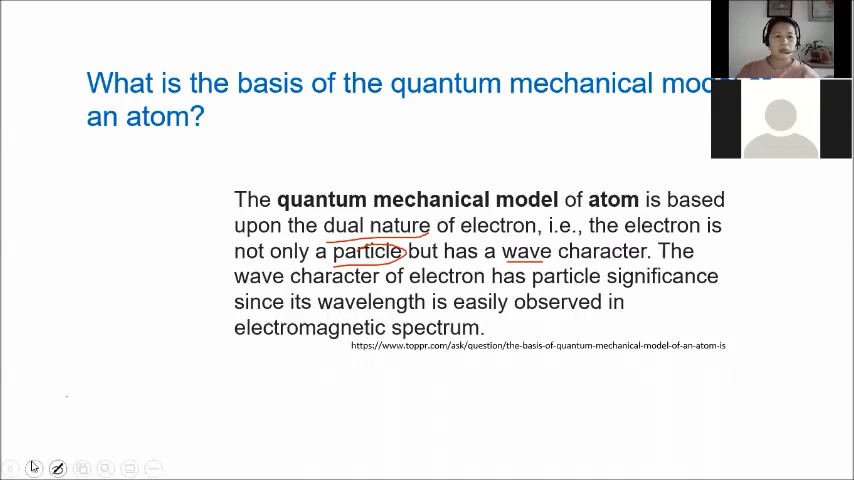 What is the basis of the quantum mechanical mod
an atom?
The quantum mechanical model of atom is based
upon the dual nature of electron, i.e., the electron is
not only a particle but has a wave character. The
wave character of electron has particle significance
since its wavelength is easily observed in
electromagnetic spectrum.
https://www.toppr.com/ask/question/the-basis-of-quantum-mechanical-model-of-an-atom-is